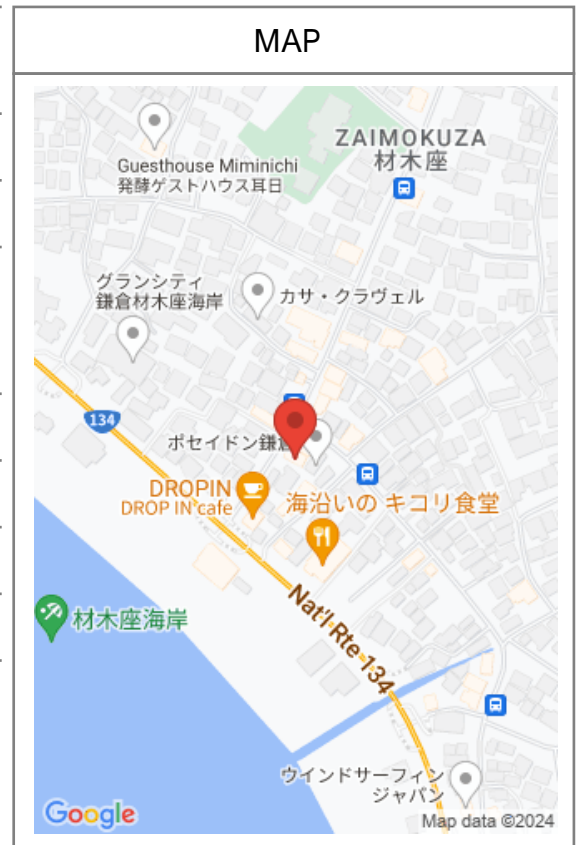 MAP
ZAIMOKUZA
材木座
Guesthouse Miminichi
発酵ゲストハウス耳日
グランシティ
鎌倉材木座海岸
カサ・クラヴェル
134
ポセイドン鎌倉
DROPIN
DROP IN cafe
海沿いの キコリ食堂
Nat'l Rte 134
材木座海岸
ウインドサーフィン
ジャパン
Google
Map data ©2024